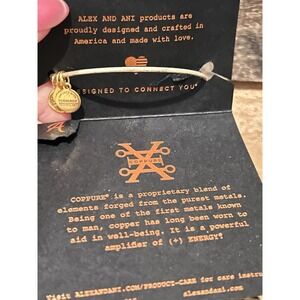 ALEX AND ANI products are
proudly designed and crafted in
America and made with love.
ESIGNED TO CONNECT YOU®
COPPURE
COPPURE® is a proprietary blend of
elements forged from the purest metals.
Being one of the first metals known
to man, copper has long been worn to
aid in well-being. It is a powerful
amplifier of (+) ENERGY®
Visit ALEXANDANI.COM/PRODUCT-CARE for care instruc